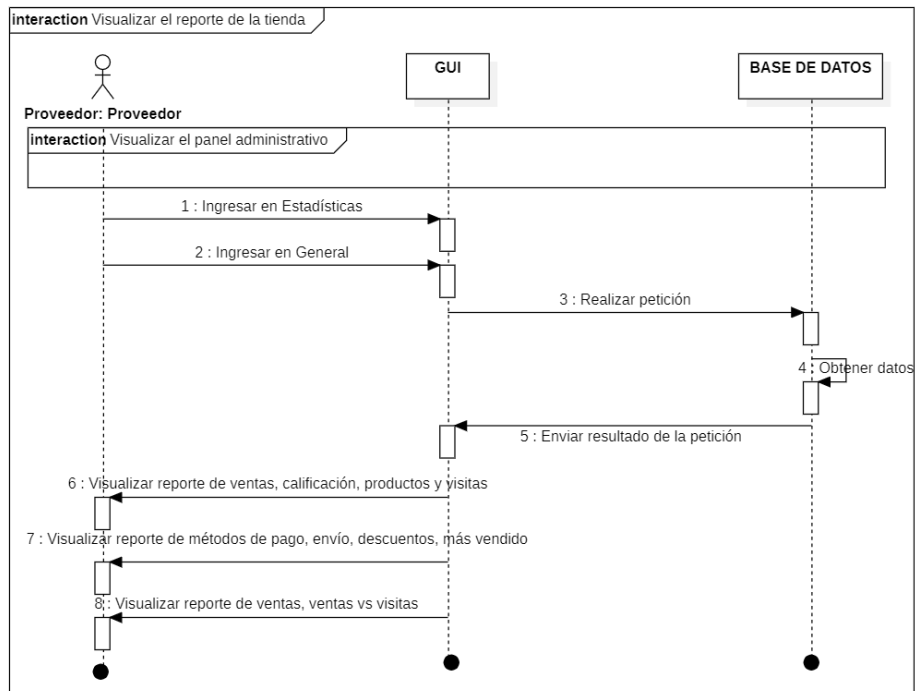 interaction Visualizar el reporte de la tienda
GUI
BASE DE DATOS
Proveedor: Proveedor
interaction Visualizar el panel administrativo
1 : Ingresar en Estadísticas
2 : Ingresar en General
3 : Realizar petición
4 : Obtener datos
5 : Enviar resultado de la petición
6 : Visualizar reporte de ventas, calificación, productos y visitas
7 : Visualizar reporte de métodos de pago, envío, descuentos, más vendido
8 : Visualizar reporte de ventas, ventas vs visitas